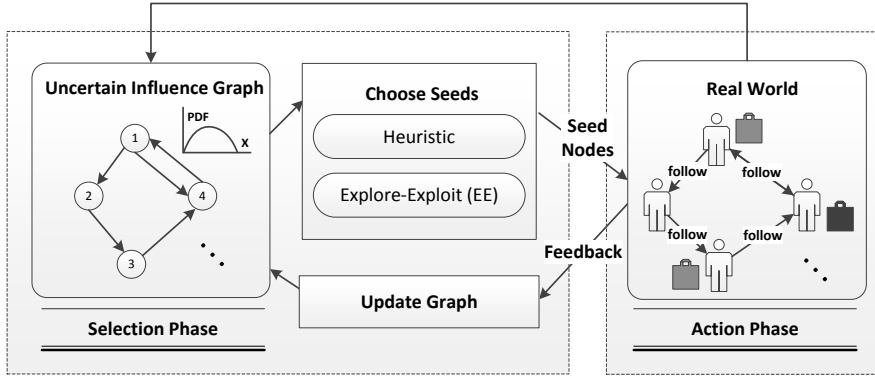 Uncertain Influence Graph
PDF
X
1
2
4
3
Selection Phase
Choose Seeds
Heuristic
Explore-Exploit (EE)
Update Graph
Seed
Nodes
Feedback
Real World
follow
follow
follow
follow
Action Phase